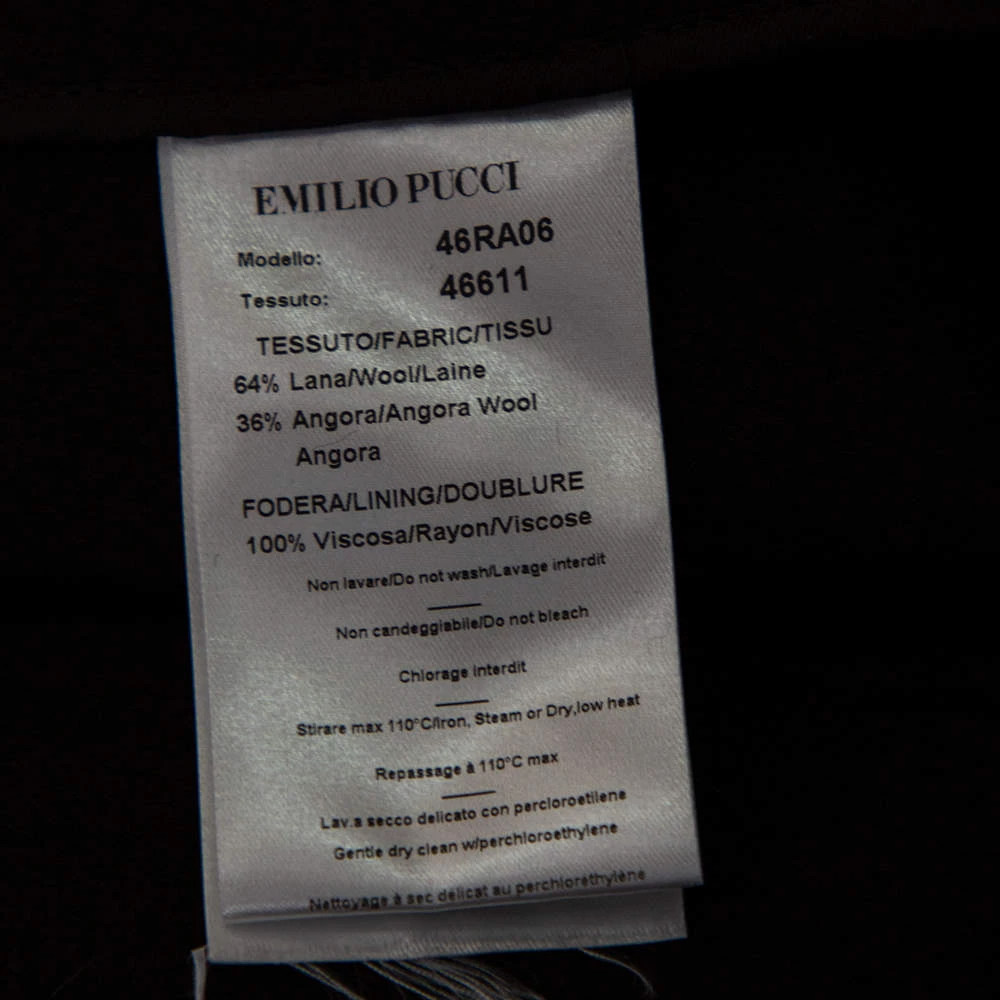 EMILIO PUCCI
Modello: 46RA06
Tessuto: 46611
TESSUTO/FABRIC/TISSU
64% Lana/Wool/Laine
36% Angora/Angora Wool
Angora
FODERA/LINING/DOUBLURE
100% Viscosa/Rayon/Viscose
Non lavare/Do not wash/Lavage interdit
Non candeggiabile/Do not bleach
Chlorage interdit
Stirare max 110°C/Iron, Steam or Dry,low heat
Repassage à 110°C max
Lav.a secco delicato con percloroetilene
Gentle dry clean w/perchloroethylene
Nettoyage à sec délicat au perchloréthylène